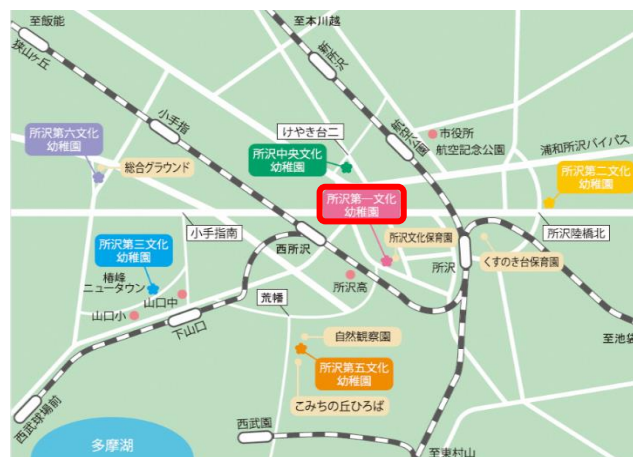 至飯能
至本川越
狭山ヶ丘
新所沢
小手指
航空公園
けやき台二
市役所
航空記念公園
浦和所沢バイパス
所沢第六文化
幼稚園
総合グラウンド
所沢中央文化
幼稚園
所沢第二文化
幼稚園
所沢第一文化
幼稚園
小手指南
所沢陸橋北
所沢第三文化
幼稚園
西所沢
所沢文化保育園
所沢
くすのき台保育園
椿峰
ニュータウン
山口中
所沢高
荒幡
山口小
下山口
自然観察園
至池袋
所沢第五文化
幼稚園
こみちの丘ひろば
西武球場前
西武園
多摩湖
至東村山